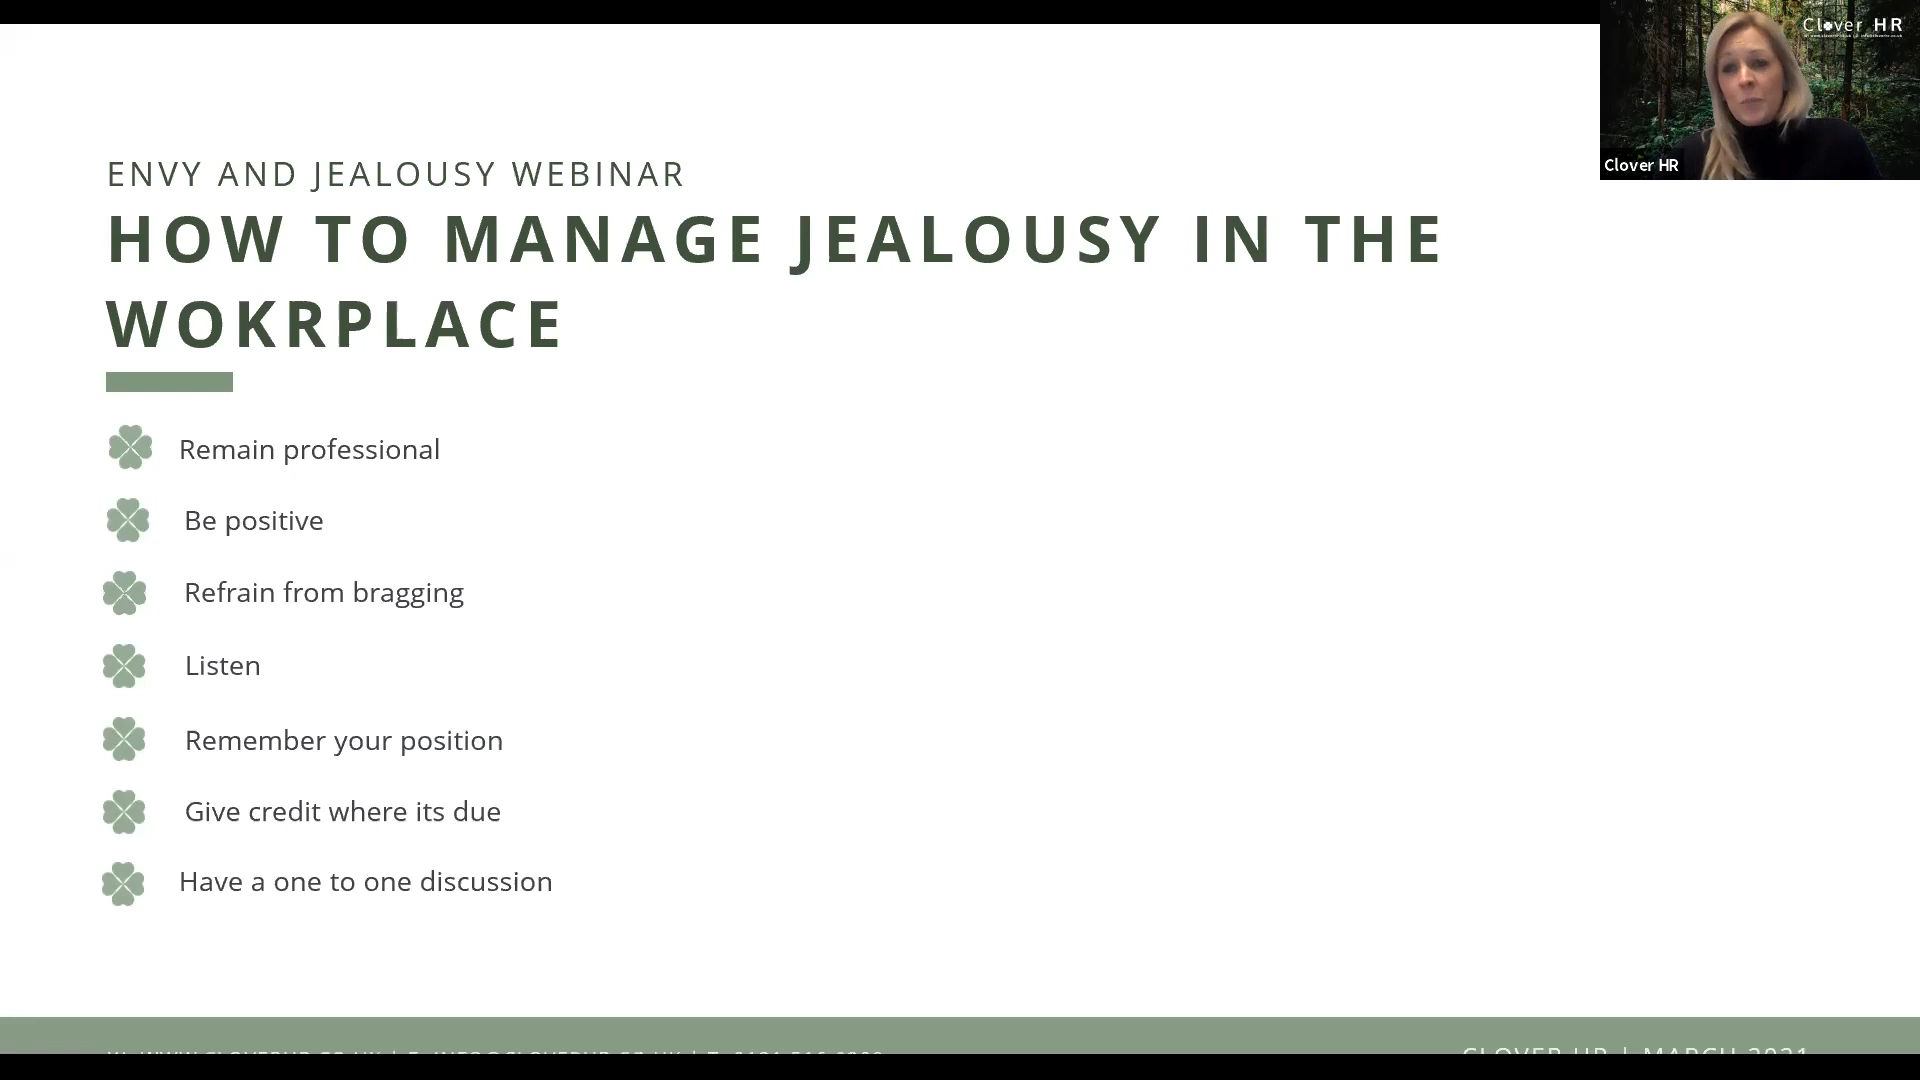 Clover HR
Clover HR
ENVY AND JEALOUSY WEBINAR
HOW TO MANAGE JEALOUSY IN THE
WOKRPLACE
Remain professional
Be positive
Refrain from bragging
Listen
Remember your position
Give credit where its due
Have a one to one discussion
CLOVER HR | MARCH 2021